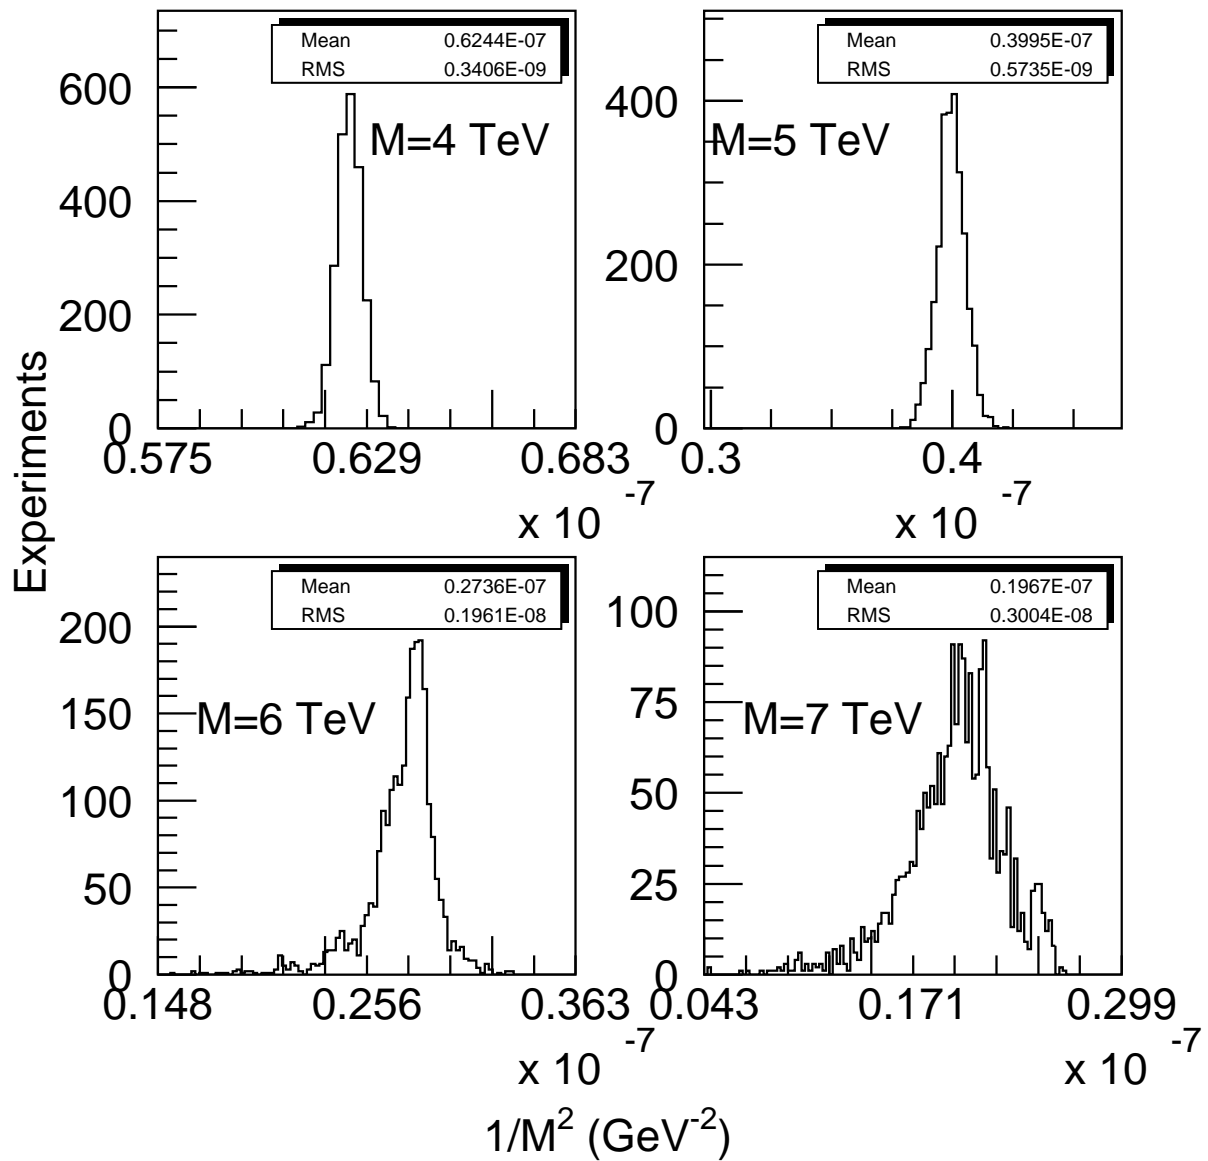 Experiments
Mean 0.6244E-07
RMS 0.3406E-09
M=4 TeV
600
400
200
0
0.575 0.629 0.683
x 10 -7
Mean 0.3995E-07
RMS 0.5735E-09
M=5 TeV
400
200
0
0.3 0.4
x 10 -7
Mean 0.2736E-07
RMS 0.1961E-08
M=6 TeV
200
150
100
50
0
0.148 0.256 0.363
x 10 -7
Mean 0.1967E-07
RMS 0.3004E-08
M=7 TeV
100
75
50
25
0
0.043 0.171 0.299
x 10 -7
1/M² (GeV⁻²)